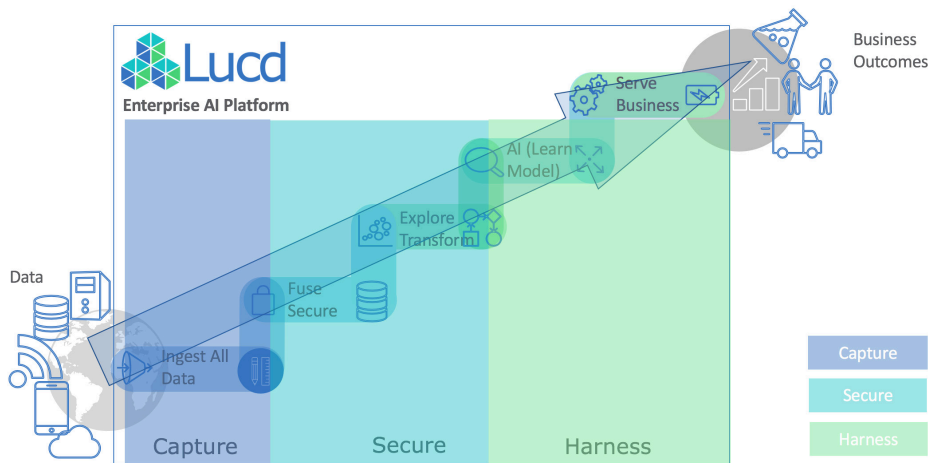 Lucd
Enterprise AI Platform
Business
Outcomes
Serve
Business
AI (Learn
Model)
Explore
Transform
Fuse
Secure
Data
Ingest All
Data
Capture
Secure
Harness
Capture
Secure
Harness